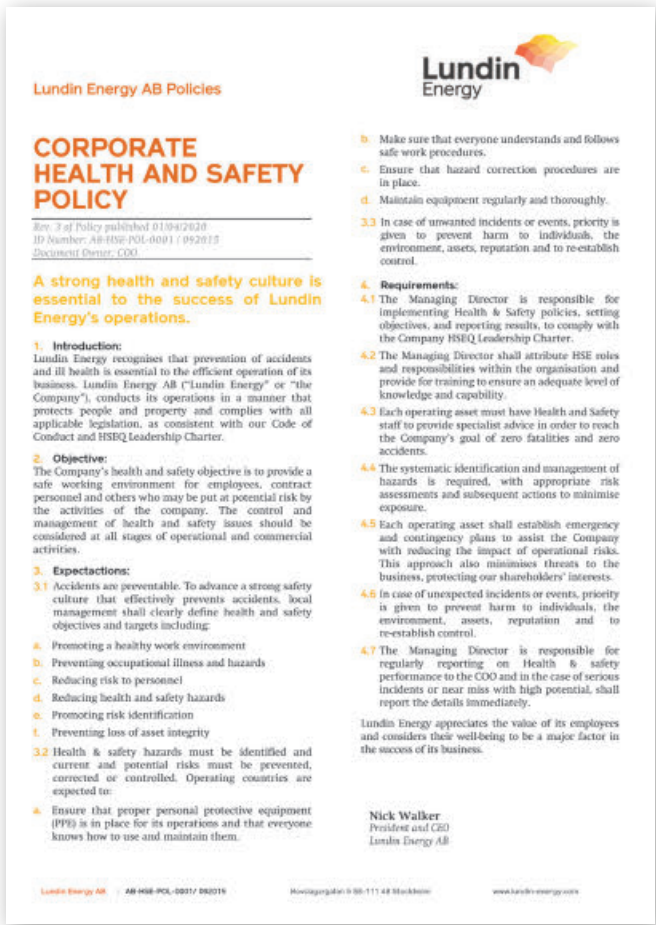 Lundin Energy AB Policies
Lundin
Energy
CORPORATE
HEALTH AND SAFETY
POLICY
Rev. 3 of Policy published 01/04/2020
ID Number: AB-HSE-POL-0001 / 092015
Document Owner: COO
A strong health and safety culture is
essential to the success of Lundin
Energy's operations.
1. Introduction:
Lundin Energy recognises that prevention of accidents
and ill health is essential to the efficient operation of its
business. Lundin Energy AB ("Lundin Energy" or "the
Company"), conducts its operations in a manner that
protects people and property and complies with all
applicable legislation, as consistent with our Code of
Conduct and HSEQ Leadership Charter.
2. Objective:
The Company's health and safety objective is to provide a
safe working environment for employees, contract
personnel and others who may be put at potential risk by
the activities of the company. The control and
management of health and safety issues should be
considered at all stages of operational and commercial
activities.
3. Expectactions:
3.1 Accidents are preventable. To advance a strong safety
culture that effectively prevents accidents, local
management shall clearly define health and safety
objectives and targets including:
a. Promoting a healthy work environment
b. Preventing occupational illness and hazards
c. Reducing risk to personnel
d. Reducing health and safety hazards
e. Promoting risk identification
f. Preventing loss of asset integrity
3.2 Health & safety hazards must be identified and
current and potential risks must be prevented,
corrected or controlled. Operating countries are
expected to:
a. Ensure that proper personal protective equipment
(PPE) is in place for its operations and that everyone
knows how to use and maintain them.
b. Make sure that everyone understands and follows
safe work procedures.
c. Ensure that hazard correction procedures are
in place.
d. Maintain equipment regularly and thoroughly.
3.3 In case of unwanted incidents or events, priority is
given to prevent harm to individuals, the
environment, assets, reputation and to re-establish
control.
4. Requirements:
4.1 The Managing Director is responsible for
implementing Health & Safety policies, setting
objectives, and reporting results, to comply with
the Company HSEQ Leadership Charter.
4.2 The Managing Director shall attribute HSE roles
and responsibilities within the organisation and
provide for training to ensure an adequate level of
knowledge and capability.
4.3 Each operating asset must have Health and Safety
staff to provide specialist advice in order to reach
the Company's goal of zero fatalities and zero
accidents.
4.4 The systematic identification and management of
hazards is required, with appropriate risk
assessments and subsequent actions to minimise
exposure.
4.5 Each operating asset shall establish emergency
and contingency plans to assist the Company
with reducing the impact of operational risks.
This approach also minimises threats to the
business, protecting our shareholders' interests.
4.6 In case of unexpected incidents or events, priority
is given to prevent harm to individuals, the
environment, assets, reputation and to
re-establish control.
4.7 The Managing Director is responsible for
regularly reporting on Health & safety
performance to the COO and in the case of serious
incidents or near miss with high potential, shall
report the details immediately.
Lundin Energy appreciates the value of its employees
and considers their well-being to be a major factor in
the success of its business.
Nick Walker
President and CEO
Lundin Energy AB
Lundin Energy AB / AB-HSE-POL-0001/ 092015 Hovslagargatan 5 SE-111 48 Stockholm www.lundin-energy.com